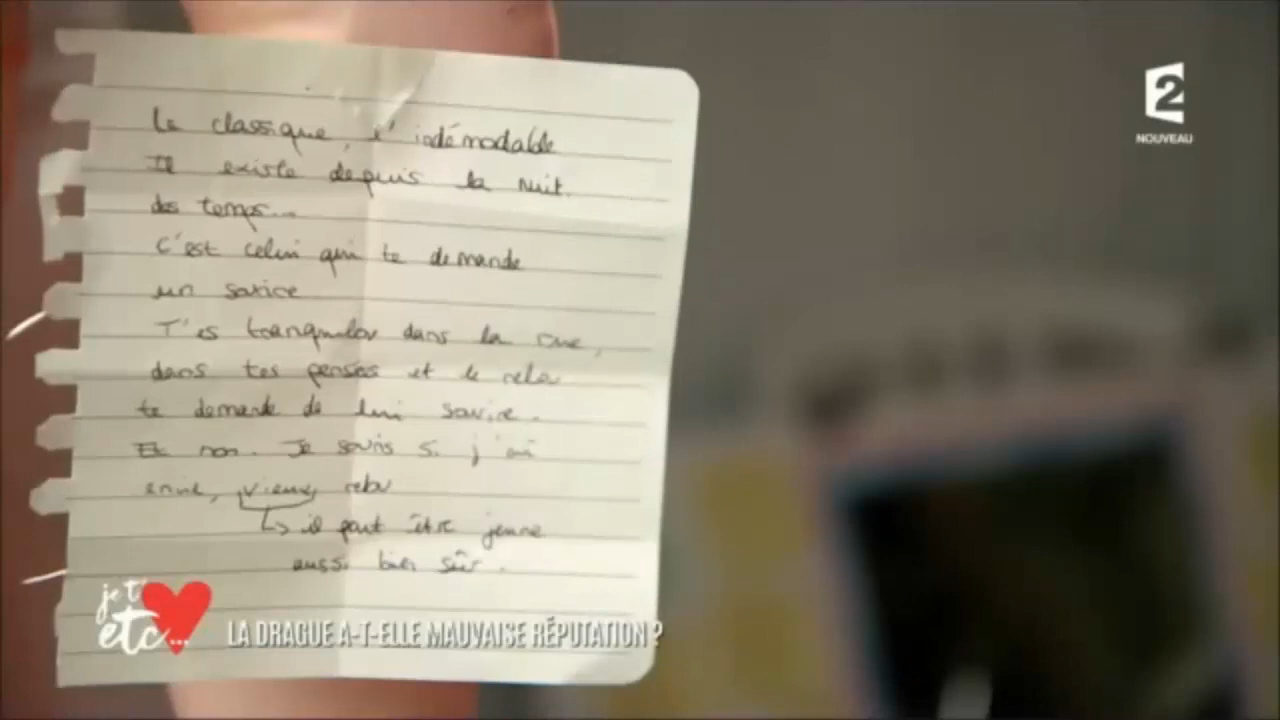 Le classique, l'indémodable
Il existe depuis la nuit
des temps...
C'est celui qui te demande
un sourire
T'es tranquilou dans la rue,
dans tes pensées et le relou
te demande de lui sourire.
Eh non. Je souris si j'ai
envie, vieux relou
↳ il peut être jeune
aussi bien sûr.
2
NOUVEAU
je t'
etc...
LA DRAGUE A-T-ELLE MAUVAISE RÉPUTATION ?